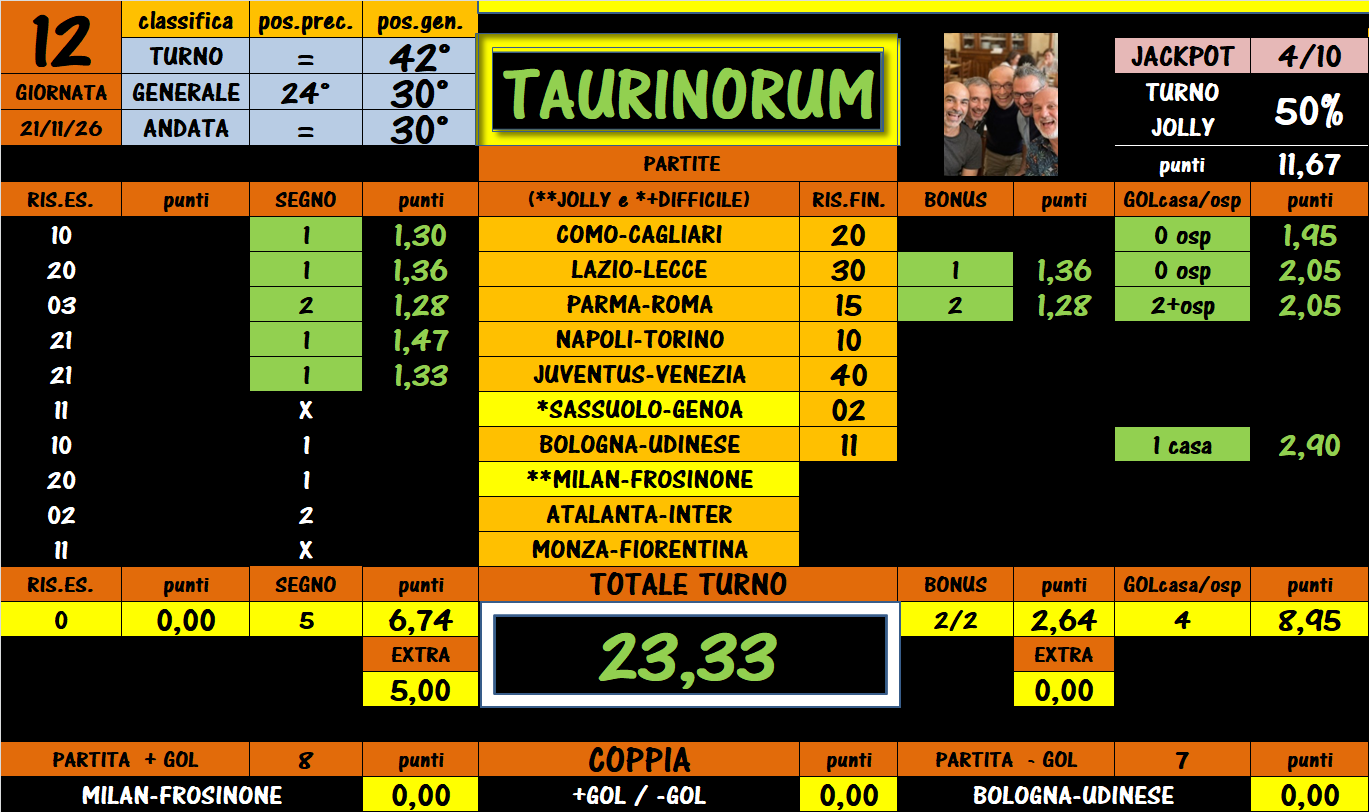 12 classifica pos.prec. pos.gen.
TURNO = 42°
GIORNATA GENERALE 24° 30°
21/11/26 ANDATA = 30°
TAURINORUM
JACKPOT 4/10
TURNO JOLLY 50%
punti 11,67
PARTITE
RIS.ES. punti SEGNO punti (**JOLLY e *+DIFFICILE) RIS.FIN. BONUS punti GOLcasa/osp punti
10 1 1,30 COMO-CAGLIARI 20 0 osp 1,95
20 1 1,36 LAZIO-LECCE 30 1 1,36 0 osp 2,05
03 2 1,28 PARMA-ROMA 15 2 1,28 2+osp 2,05
21 1 1,47 NAPOLI-TORINO 10
21 1 1,33 JUVENTUS-VENEZIA 40
11 X *SASSUOLO-GENOA 02
10 1 BOLOGNA-UDINESE 11 1 casa 2,90
20 1 **MILAN-FROSINONE
02 2 ATALANTA-INTER
11 X MONZA-FIORENTINA
RIS.ES. punti SEGNO punti TOTALE TURNO BONUS punti GOLcasa/osp punti
0 0,00 5 6,74 2/2 2,64 4 8,95
23,33
EXTRA EXTRA
5,00 0,00
PARTITA + GOL 8 punti COPPIA punti PARTITA - GOL 7 punti
MILAN-FROSINONE 0,00 +GOL / -GOL 0,00 BOLOGNA-UDINESE 0,00